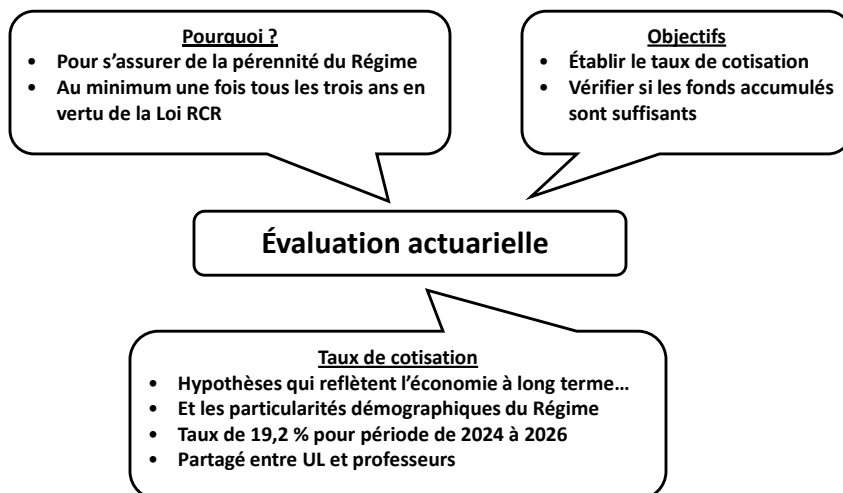 Pourquoi ?
• Pour s’assurer de la pérennité du Régime
• Au minimum une fois tous les trois ans en
vertu de la Loi RCR
Objectifs
• Établir le taux de cotisation
• Vérifier si les fonds accumulés
sont suffisants
Évaluation actuarielle
Taux de cotisation
• Hypothèses qui reflètent l’économie à long terme…
• Et les particularités démographiques du Régime
• Taux de 19,2 % pour période de 2024 à 2026
• Partagé entre UL et professeurs